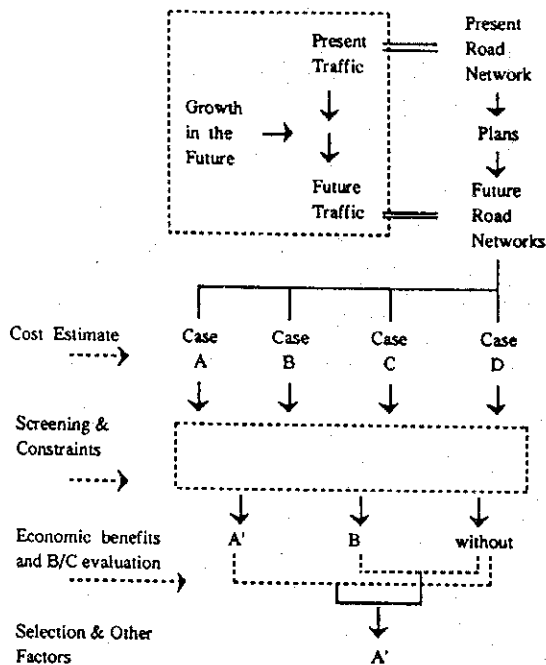 Present
Traffic
Present
Road
Network
Growth
in the
Future
Plans
Future
Traffic
Future
Road
Networks
Cost Estimate
Case
A
Case
B
Case
C
Case
D
Screening &
Constraints
Economic benefits
and B/C evaluation
A'
B
without
Selection & Other
Factors
A'